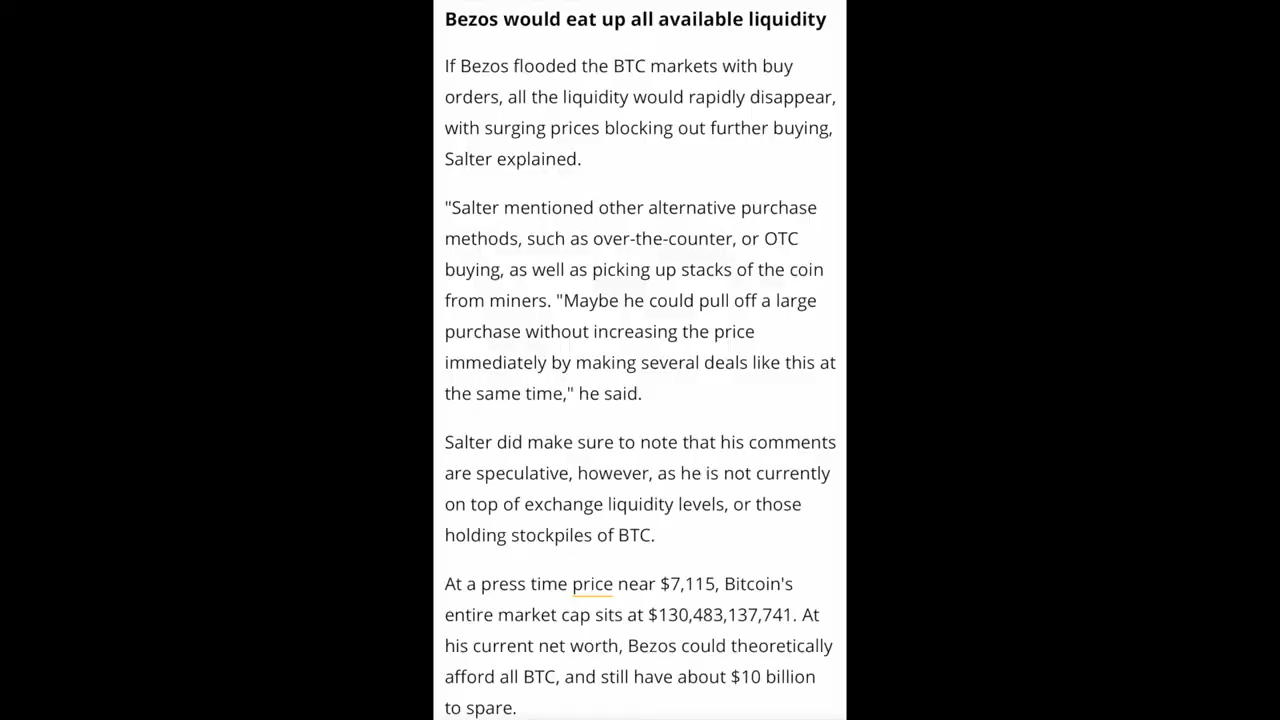 Bezos would eat up all available liquidity
If Bezos flooded the BTC markets with buy
orders, all the liquidity would rapidly disappear,
with surging prices blocking out further buying,
Salter explained.
"Salter mentioned other alternative purchase
methods, such as over-the-counter, or OTC
buying, as well as picking up stacks of the coin
from miners. "Maybe he could pull off a large
purchase without increasing the price
immediately by making several deals like this at
the same time," he said.
Salter did make sure to note that his comments
are speculative, however, as he is not currently
on top of exchange liquidity levels, or those
holding stockpiles of BTC.
At a press time price near $7,115, Bitcoin's
entire market cap sits at $130,483,137,741. At
his current net worth, Bezos could theoretically
afford all BTC, and still have about $10 billion
to spare.